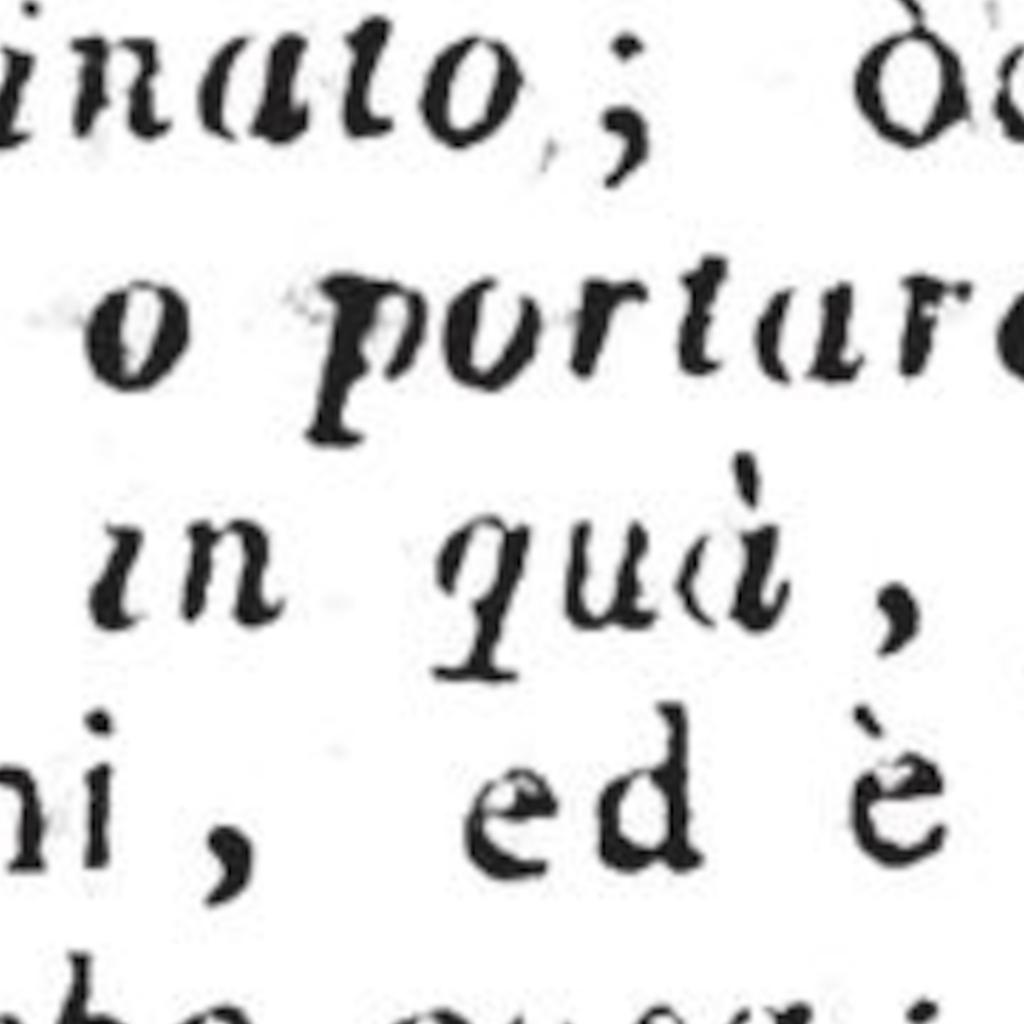 inato; ò
o portar
in quà,
ni, ed è